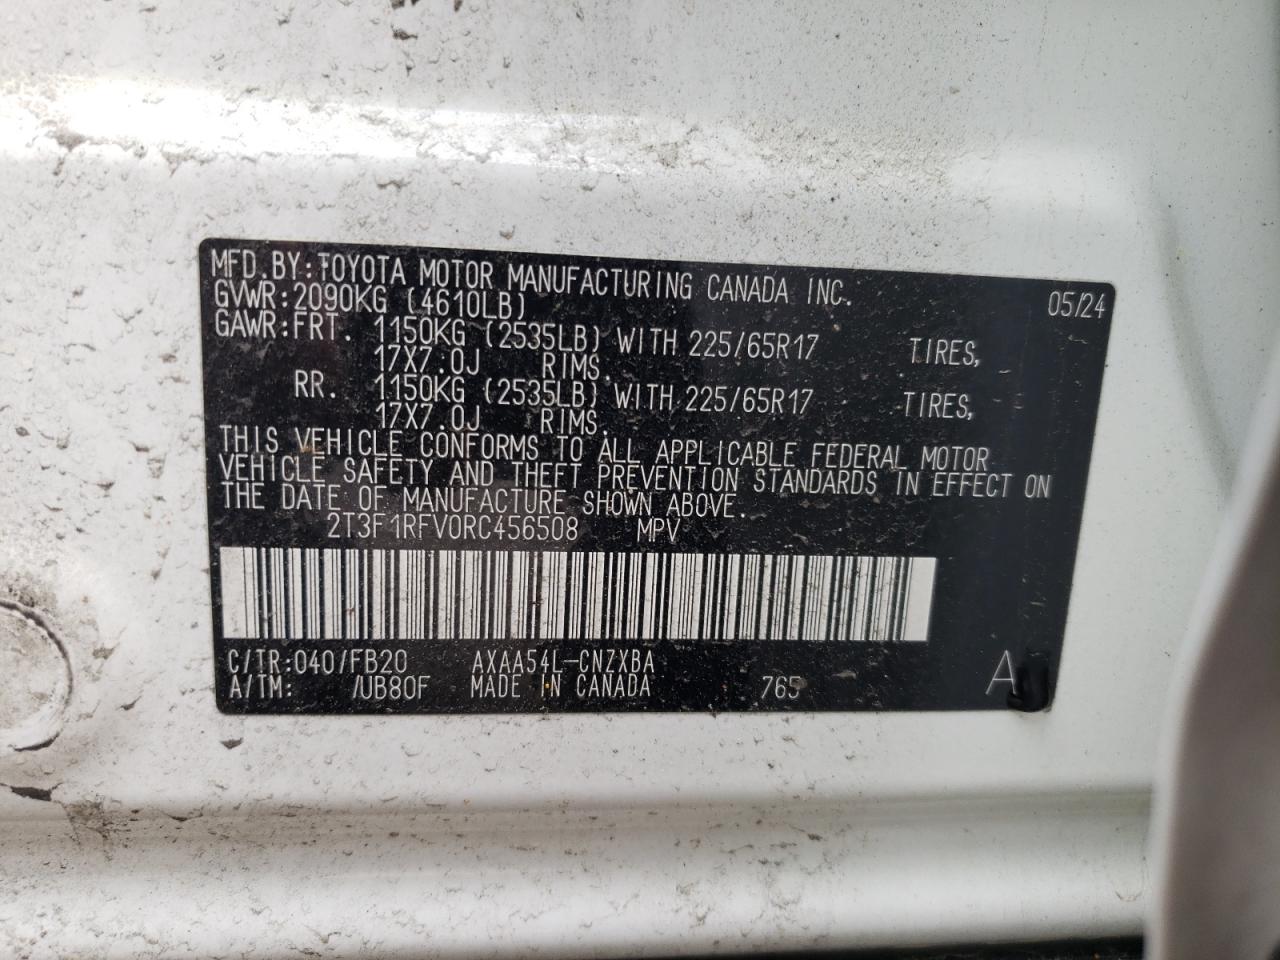 MFD.BY:TOYOTA MOTOR MANUFACTURING CANADA INC. 05/24
GVWR:2090KG (4610LB)
GAWR:FRT. 1150KG (2535LB) WITH 225/65R17 TIRES,
17X7.0J RIMS.
RR. 1150KG (2535LB) WITH 225/65R17 TIRES,
17X7.0J RIMS.
THIS VEHICLE CONFORMS TO ALL APPLICABLE FEDERAL MOTOR
VEHICLE SAFETY AND THEFT PREVENTION STANDARDS IN EFFECT ON
THE DATE OF MANUFACTURE SHOWN ABOVE.
2T3F1RFV0RC456508 MPV
C/TR:040/FB20 AXAA54L-CNZXBA
A/TM: /UB80F MADE IN CANADA 765 A